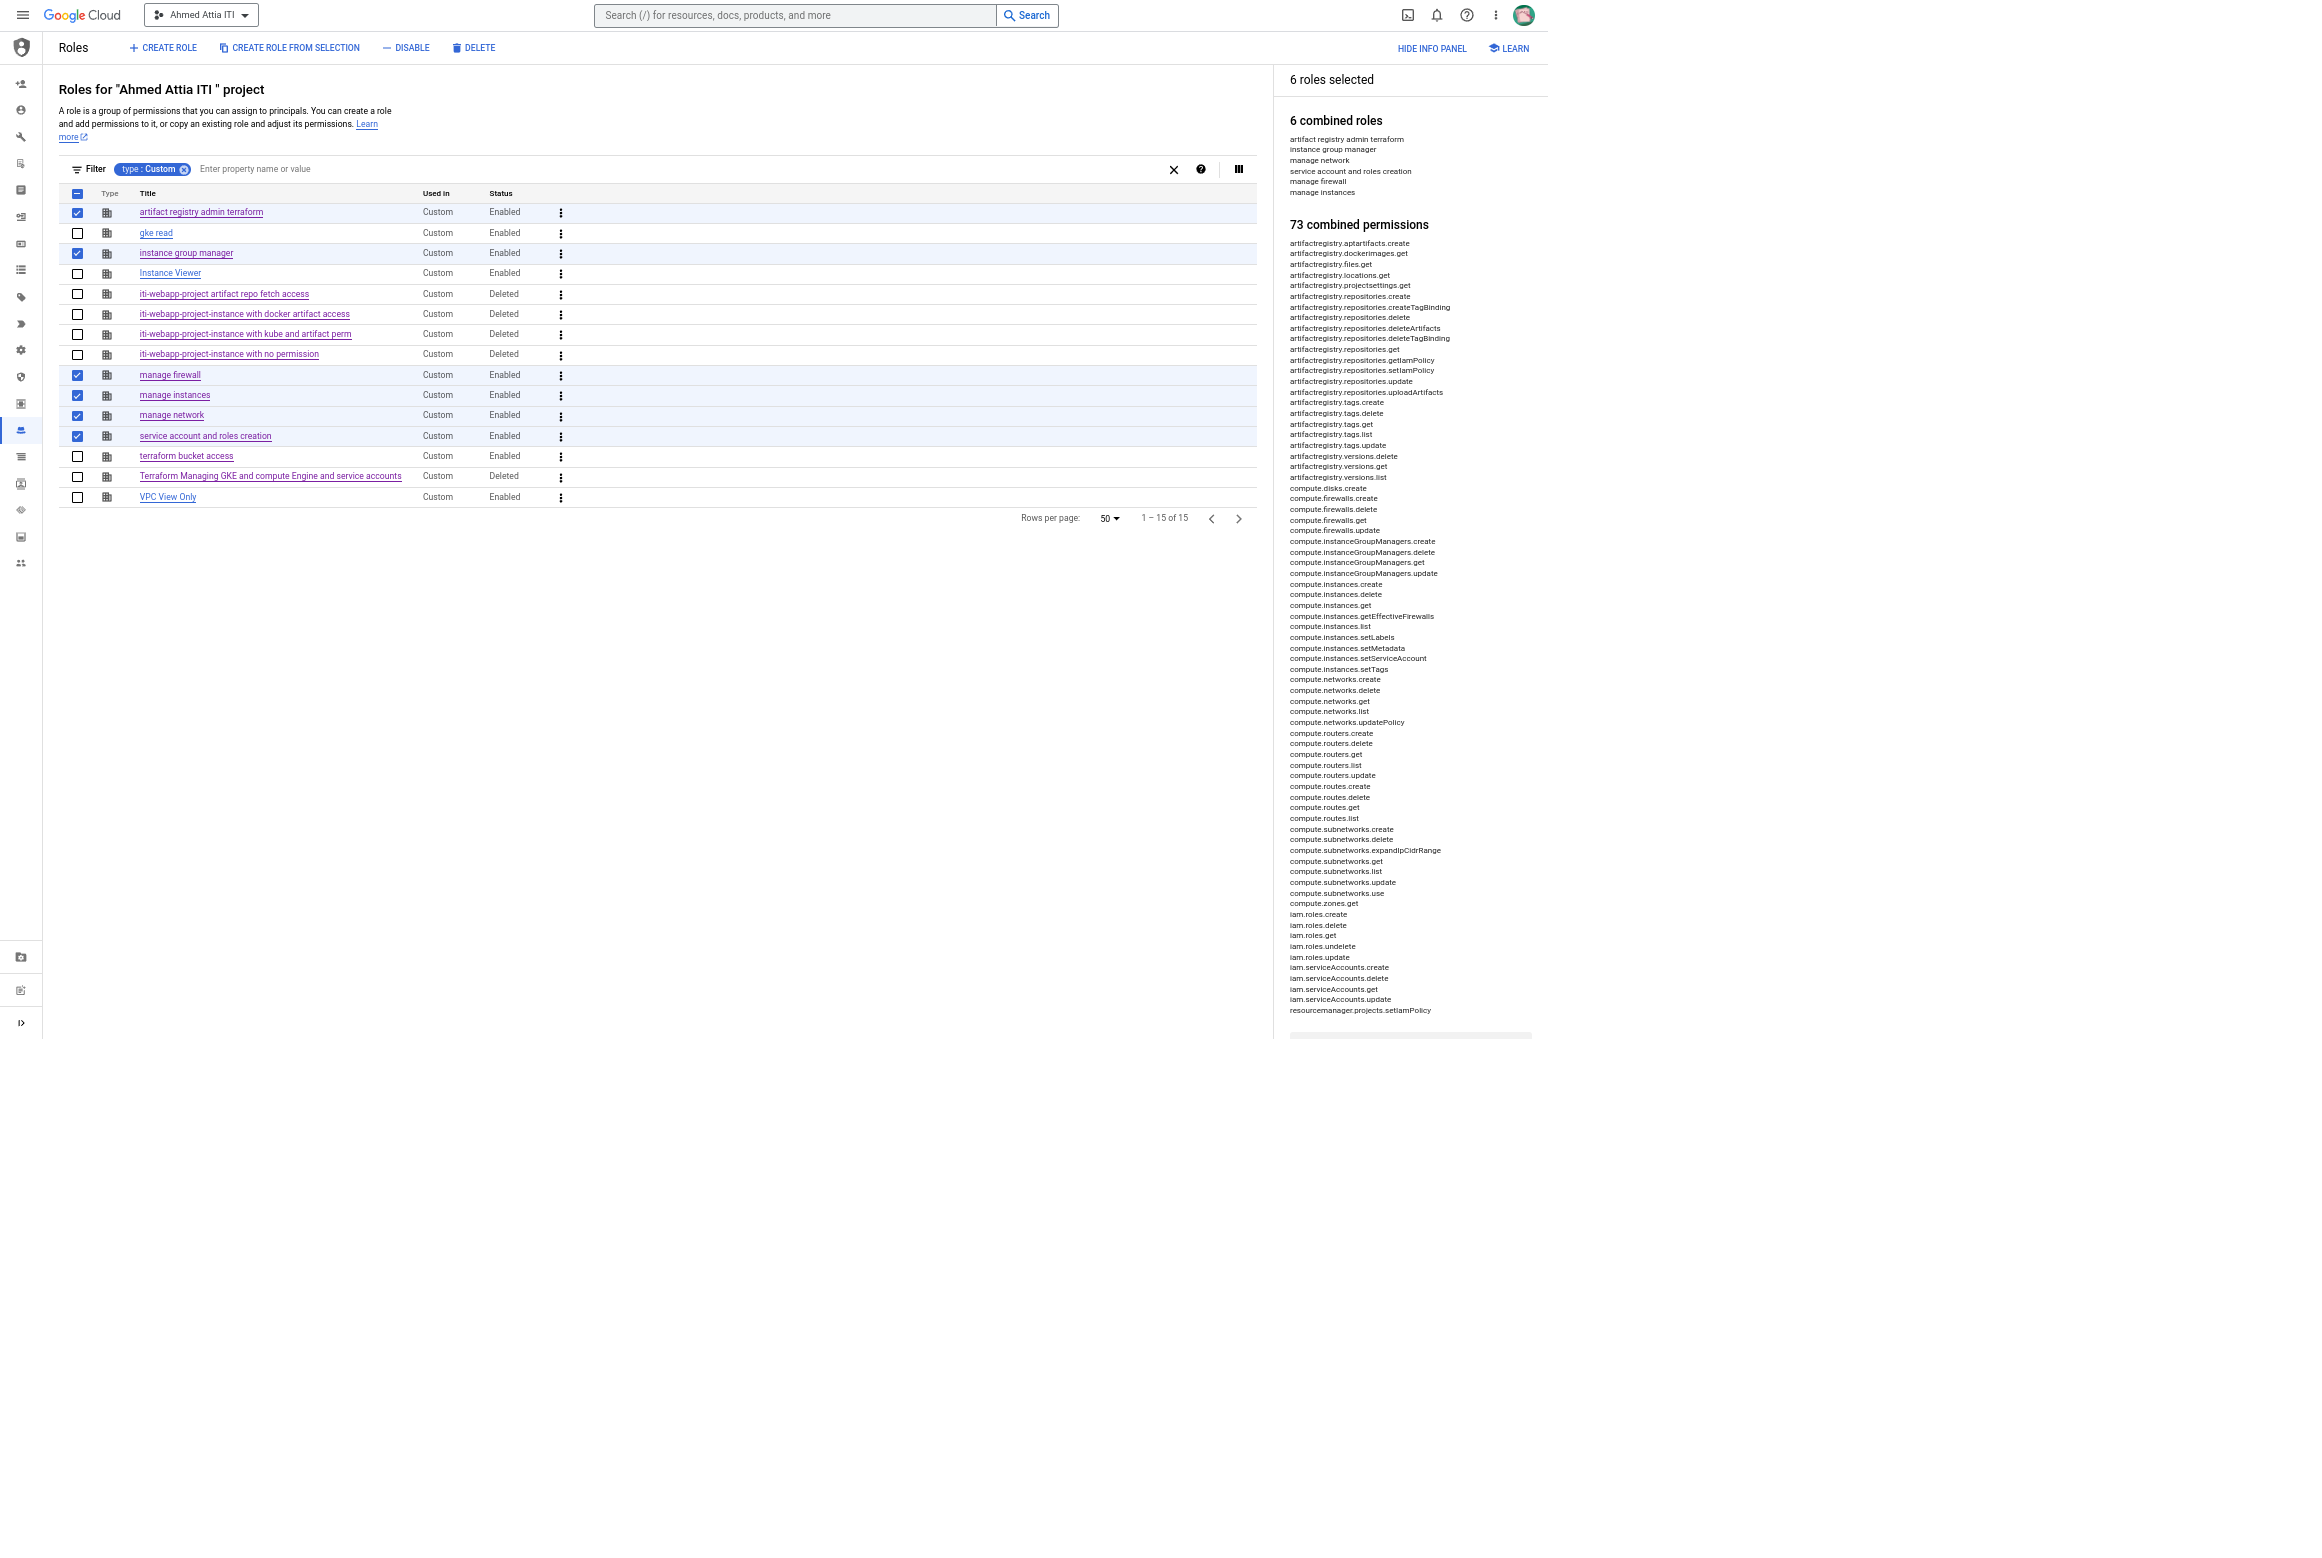 Google Cloud
Ahmed Attia ITI
Search (/) for resources, docs, products, and more
Search
Roles
CREATE ROLE
CREATE ROLE FROM SELECTION
DISABLE
DELETE
HIDE INFO PANEL
LEARN
Roles for "Ahmed Attia ITI " project
A role is a group of permissions that you can assign to principals. You can create a role
and add permissions to it, or copy an existing role and adjust its permissions. Learn
more
Filter
type : Custom
Enter property name or value
Type Title Used in Status
artifact registry admin terraform Custom Enabled
gke read Custom Enabled
instance group manager Custom Enabled
Instance Viewer Custom Enabled
iti-webapp-project artifact repo fetch access Custom Deleted
iti-webapp-project-instance with docker artifact access Custom Deleted
iti-webapp-project-instance with kube and artifact perm Custom Deleted
iti-webapp-project-instance with no permission Custom Deleted
manage firewall Custom Enabled
manage instances Custom Enabled
manage network Custom Enabled
service account and roles creation Custom Enabled
terraform bucket access Custom Enabled
Terraform Managing GKE and compute Engine and service accounts Custom Deleted
VPC View Only Custom Enabled
Rows per page: 50 1 – 15 of 15
6 roles selected
6 combined roles
artifact registry admin terraform
instance group manager
manage network
service account and roles creation
manage firewall
manage instances
73 combined permissions
artifactregistry.aptartifacts.create
artifactregistry.dockerimages.get
artifactregistry.files.get
artifactregistry.locations.get
artifactregistry.projectsettings.get
artifactregistry.repositories.create
artifactregistry.repositories.createTagBinding
artifactregistry.repositories.delete
artifactregistry.repositories.deleteArtifacts
artifactregistry.repositories.deleteTagBinding
artifactregistry.repositories.get
artifactregistry.repositories.getIamPolicy
artifactregistry.repositories.setIamPolicy
artifactregistry.repositories.update
artifactregistry.repositories.uploadArtifacts
artifactregistry.tags.create
artifactregistry.tags.delete
artifactregistry.tags.get
artifactregistry.tags.list
artifactregistry.tags.update
artifactregistry.versions.delete
artifactregistry.versions.get
artifactregistry.versions.list
compute.disks.create
compute.firewalls.create
compute.firewalls.delete
compute.firewalls.get
compute.firewalls.update
compute.instanceGroupManagers.create
compute.instanceGroupManagers.delete
compute.instanceGroupManagers.get
compute.instanceGroupManagers.update
compute.instances.create
compute.instances.delete
compute.instances.get
compute.instances.getEffectiveFirewalls
compute.instances.list
compute.instances.setLabels
compute.instances.setMetadata
compute.instances.setServiceAccount
compute.instances.setTags
compute.networks.create
compute.networks.delete
compute.networks.get
compute.networks.list
compute.networks.updatePolicy
compute.routers.create
compute.routers.delete
compute.routers.get
compute.routers.list
compute.routers.update
compute.routes.create
compute.routes.delete
compute.routes.get
compute.routes.list
compute.subnetworks.create
compute.subnetworks.delete
compute.subnetworks.expandIpCidrRange
compute.subnetworks.get
compute.subnetworks.list
compute.subnetworks.update
compute.subnetworks.use
compute.zones.get
iam.roles.create
iam.roles.delete
iam.roles.get
iam.roles.undelete
iam.roles.update
iam.serviceAccounts.create
iam.serviceAccounts.delete
iam.serviceAccounts.get
iam.serviceAccounts.update
resourcemanager.projects.setIamPolicy